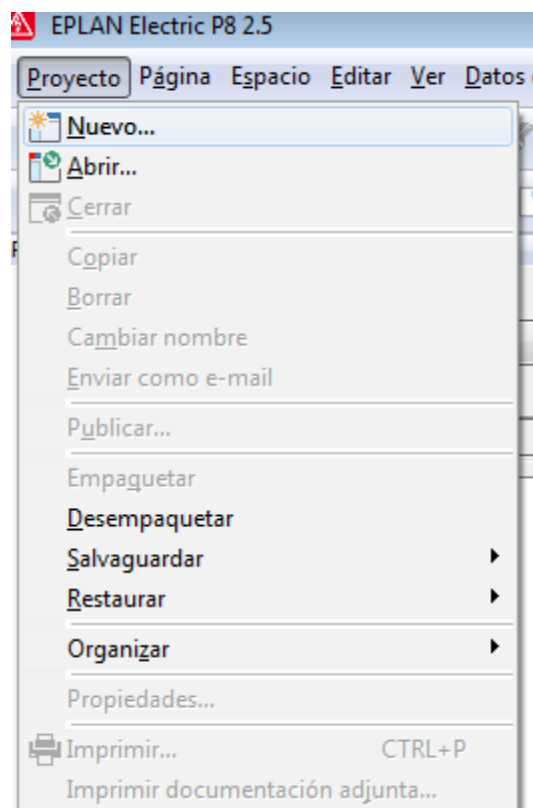 EPLAN Electric P8 2.5
Proyecto Página Espacio Editar Ver Datos
Nuevo...
Abrir...
Cerrar
Copiar
Borrar
Cambiar nombre
Enviar como e-mail
Publicar...
Empaquetar
Desempaquetar
Salvaguardar
Restaurar
Organizar
Propiedades...
Imprimir... CTRL+P
Imprimir documentación adjunta...